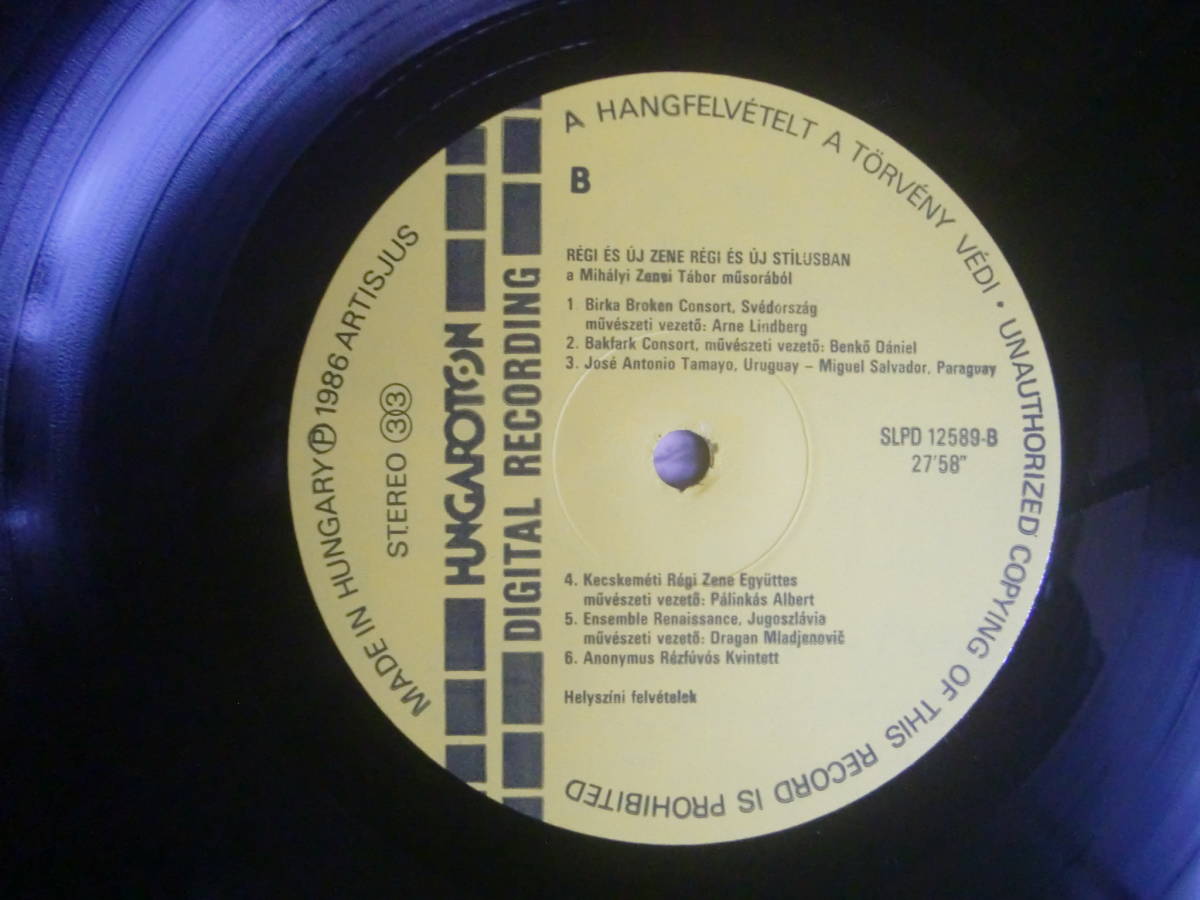 A HANGFELVÉTELT A TÖRVÉNY VÉDI • UNAUTHORIZED COPYING OF THIS RECORD IS PROHIBITED
MADE IN HUNGARY Ⓟ 1986 ARTISJUS
STEREO 33
HUNGAROTON
DIGITAL RECORDING
B
RÉGI ÉS ÚJ ZENE RÉGI ÉS ÚJ STÍLUSBAN
a Mihályi Zenei Tábor műsorából
1 Birka Broken Consort, Svédország
művészeti vezető: Arne Lindberg
2. Bakfark Consort, művészeti vezető: Benkő Dániel
3. José Antonio Tamayo, Uruguay – Miguel Salvador, Paraguay
SLPD 12589-B
27'58"
4. Kecskeméti Régi Zene Együttes
művészeti vezető: Pálinkás Albert
5. Ensemble Renaissance, Jugoszlávia
művészeti vezető: Dragan Mladjenovič
6. Anonymus Rézfúvós Kvintett
Helyszíni felvételek